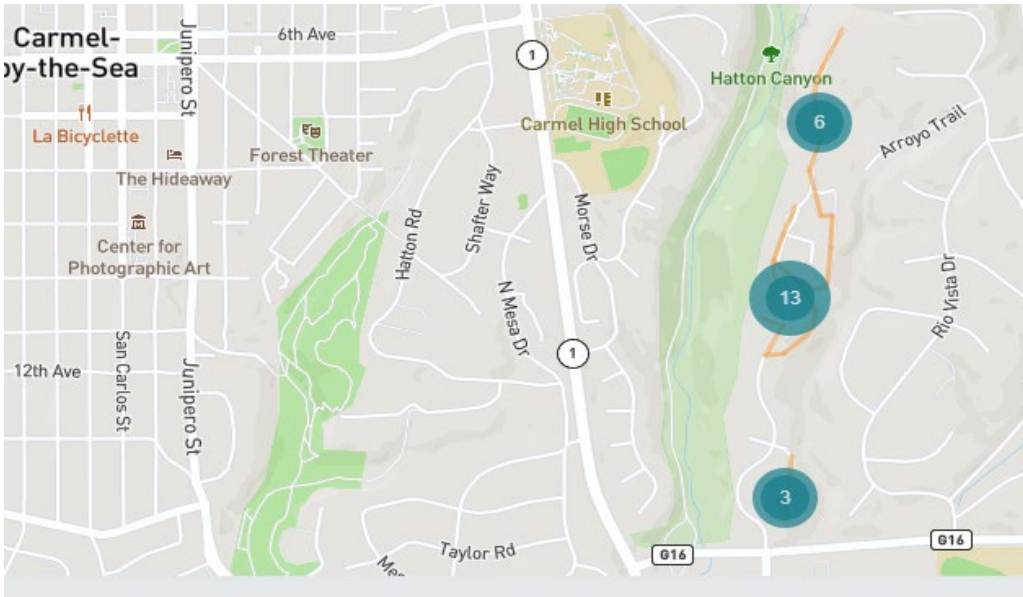 Carmel-
by-the-Sea
6th Ave
Junipero St
1
Hatton Canyon
La Bicyclette
Carmel High School
6
Forest Theater
Arroyo Trail
The Hideaway
Shafter Way
Morse Dr
Hatton Rd
Center for
Photographic Art
13
Rio Vista Dr
N Mesa Dr
San Carlos St
1
12th Ave
Junipero St
3
G16
G16
Taylor Rd